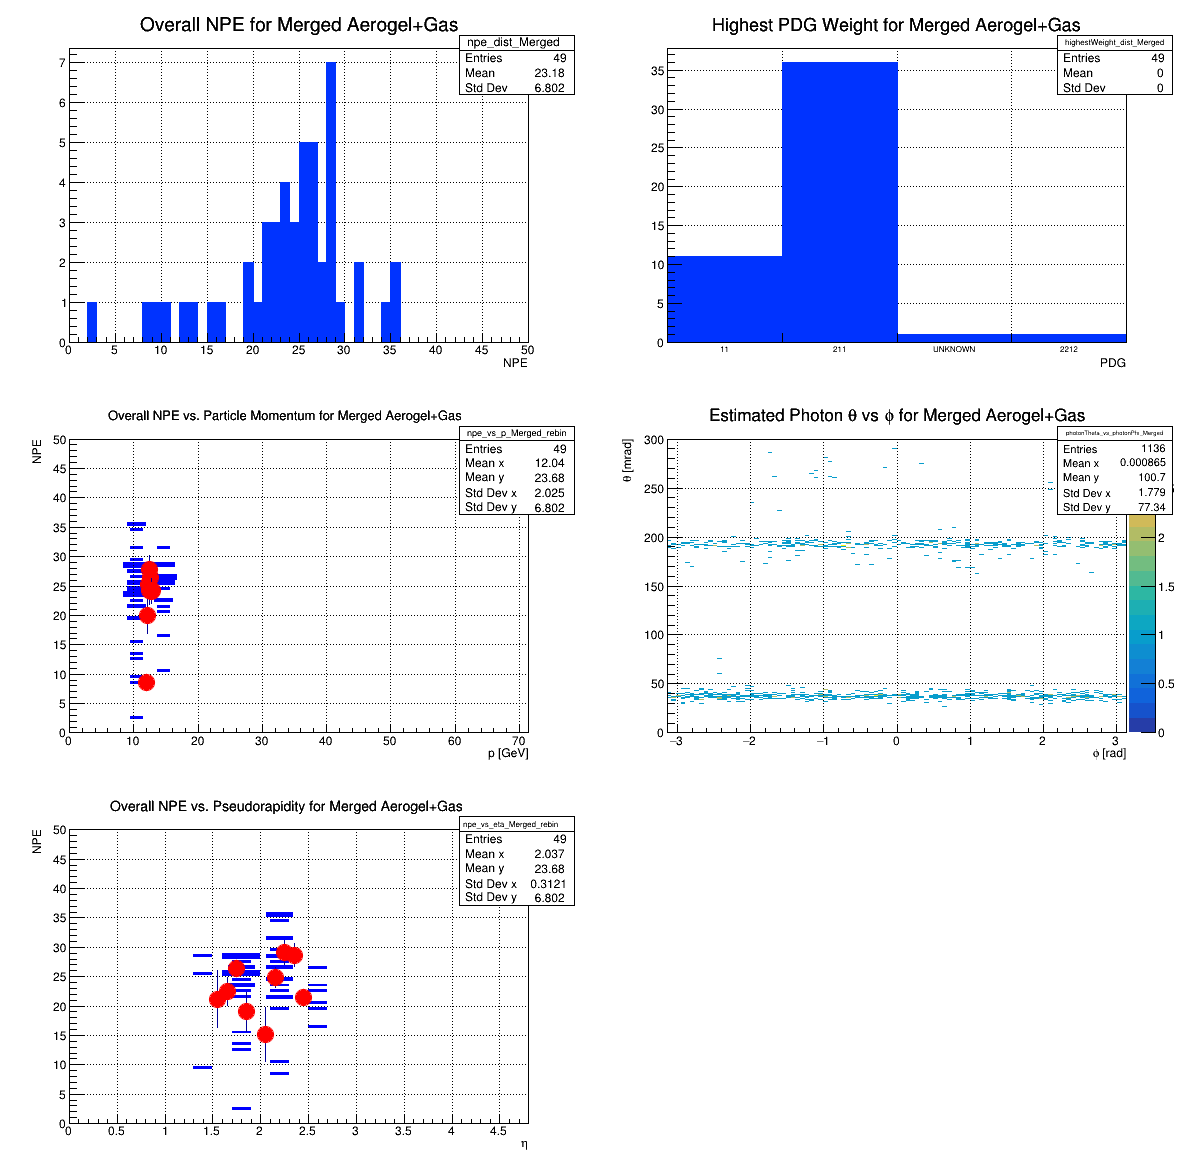 Overall NPE for Merged Aerogel+Gas
npe_dist_Merged
Entries 49
Mean 23.18
Std Dev 6.802
7
6
5
4
3
2
1
0
0 5 10 15 20 25 30 35 40 45 50
NPE
Highest PDG Weight for Merged Aerogel+Gas
highestWeight_dist_Merged
Entries 49
Mean 0
Std Dev 0
35
30
25
20
15
10
5
0
11 211 UNKNOWN 2212
PDG
Overall NPE vs. Particle Momentum for Merged Aerogel+Gas
npe_vs_p_Merged_rebin
Entries 49
Mean x 12.04
Mean y 23.68
Std Dev x 2.025
Std Dev y 6.802
NPE
50
45
40
35
30
25
20
15
10
5
0
0 10 20 30 40 50 60 70
p [GeV]
Estimated Photon θ vs ϕ for Merged Aerogel+Gas
photonTheta_vs_photonPhi_Merged
Entries 1136
Mean x 0.000865
Mean y 100.7
Std Dev x 1.779
Std Dev y 77.34
θ [mrad]
300
250
200
150
100
50
0
−3 −2 −1 0 1 2 3
ϕ [rad]
2
1.5
1
0.5
0
Overall NPE vs. Pseudorapidity for Merged Aerogel+Gas
npe_vs_eta_Merged_rebin
Entries 49
Mean x 2.037
Mean y 23.68
Std Dev x 0.3121
Std Dev y 6.802
NPE
50
45
40
35
30
25
20
15
10
5
0
0 0.5 1 1.5 2 2.5 3 3.5 4 4.5
η